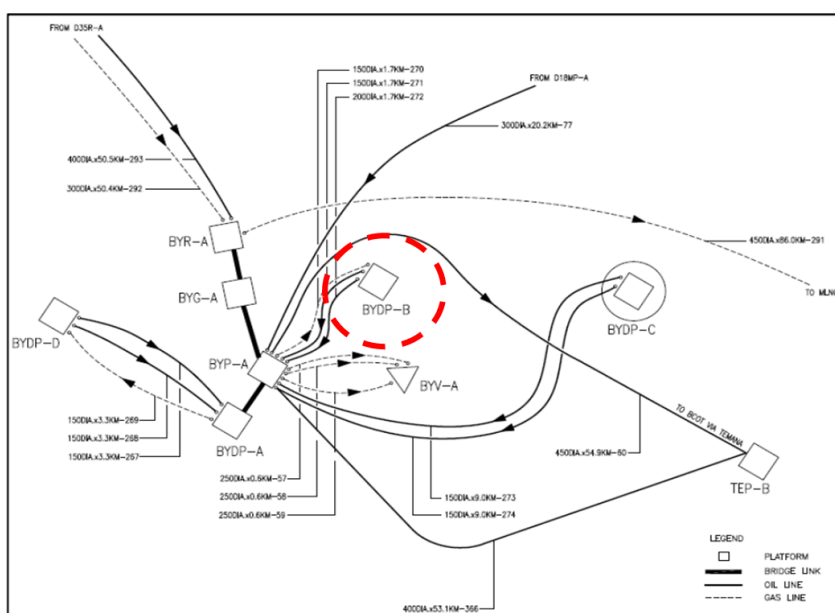 FROM D35R-A
150DIA.x1.7KM-270
150DIA.x1.7KM-271
200DIA.x1.7KM-272
FROM D18MP-A
300DIA.x20.2KM-77
400DIA.x50.5KM-293
300DIA.x50.4KM-292
BYR-A
450DIA.x86.0KM-291
TO MLNG
BYG-A
BYDP-B
BYDP-C
BYDP-D
BYP-A
BYV-A
TO BCOT VIA TEMANA
150DIA.x3.3KM-269
150DIA.x3.3KM-268
150DIA.x3.3KM-267
BYDP-A
250DIA.x0.6KM-57
250DIA.x0.6KM-58
250DIA.x0.6KM-59
150DIA.x9.0KM-273
150DIA.x9.0KM-274
450DIA.x54.9KM-60
TEP-B
400DIA.x53.1KM-366
LEGEND
PLATFORM
BRIDGE LINK
OIL LINE
GAS LINE